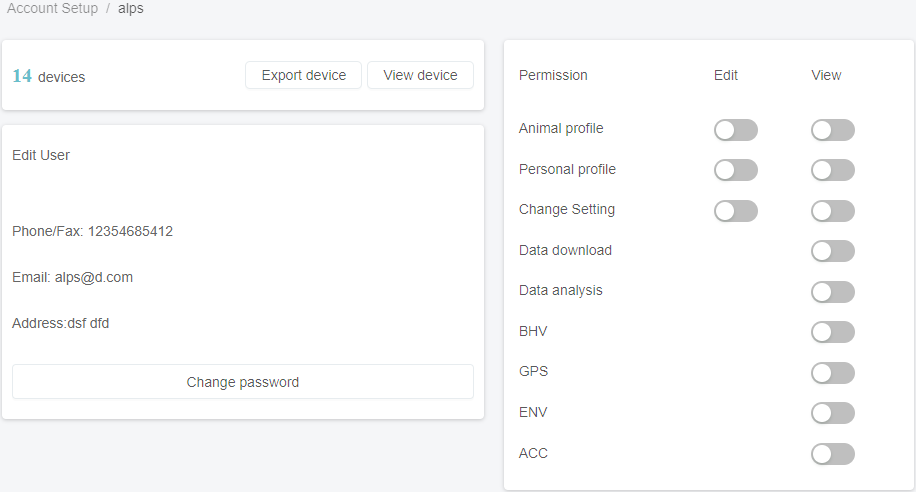 Account Setup / alps
14 devices
Export device
View device
Edit User
Phone/Fax: 12354685412
Email: alps@d.com
Address:dsf dfd
Change password
Permission Edit View
Animal profile
Personal profile
Change Setting
Data download
Data analysis
BHV
GPS
ENV
ACC